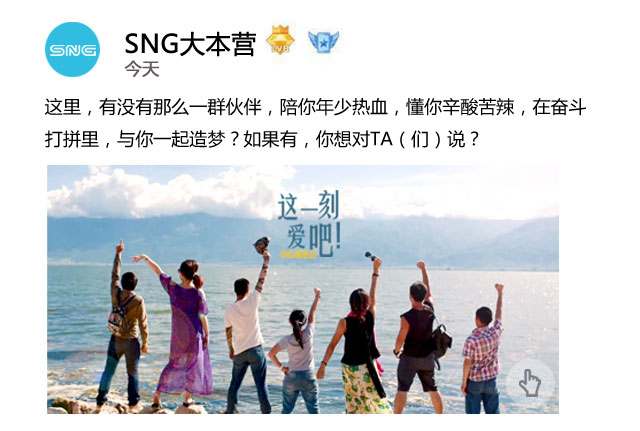 SNG
SNG大本营
今天
这里，有没有那么一群伙伴，陪你年少热血，懂你辛酸苦辣，在奋斗
打拼里，与你一起造梦？如果有，你想对TA（们）说？
这一刻
爱吧！